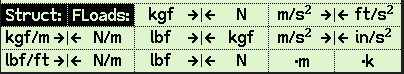 Struct: FLoads: kgf →|← N m/s² →|← ft/s²
kgf/m →|← N/m lbf →|← kgf m/s² →|← in/s²
lbf/ft →|← N/m lbf →|← N ·m ·k